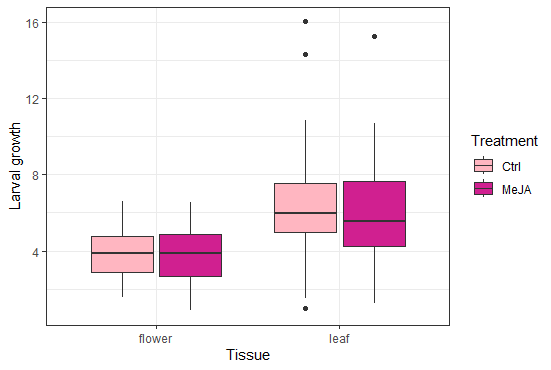 Larval growth
16
12
8
4
flower
leaf
Tissue
Treatment
Ctrl
MeJA